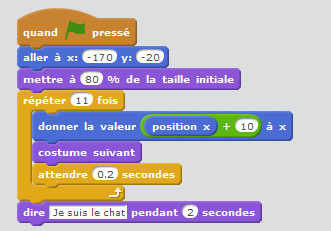 quand pressé
aller à x: -170 y: -20
mettre à 80 % de la taille initiale
répéter 11 fois
donner la valeur position x + 10 à x
costume suivant
attendre 0.2 secondes
dire Je suis le chat pendant 2 secondes